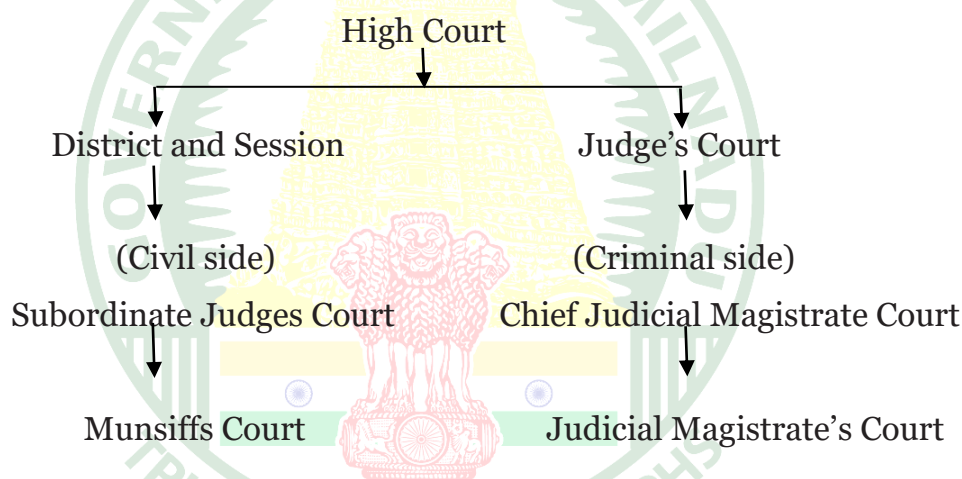 High Court
District and Session Judge’s Court
(Civil side) (Criminal side)
Subordinate Judges Court Chief Judicial Magistrate Court
Munsiffs Court Judicial Magistrate’s Court